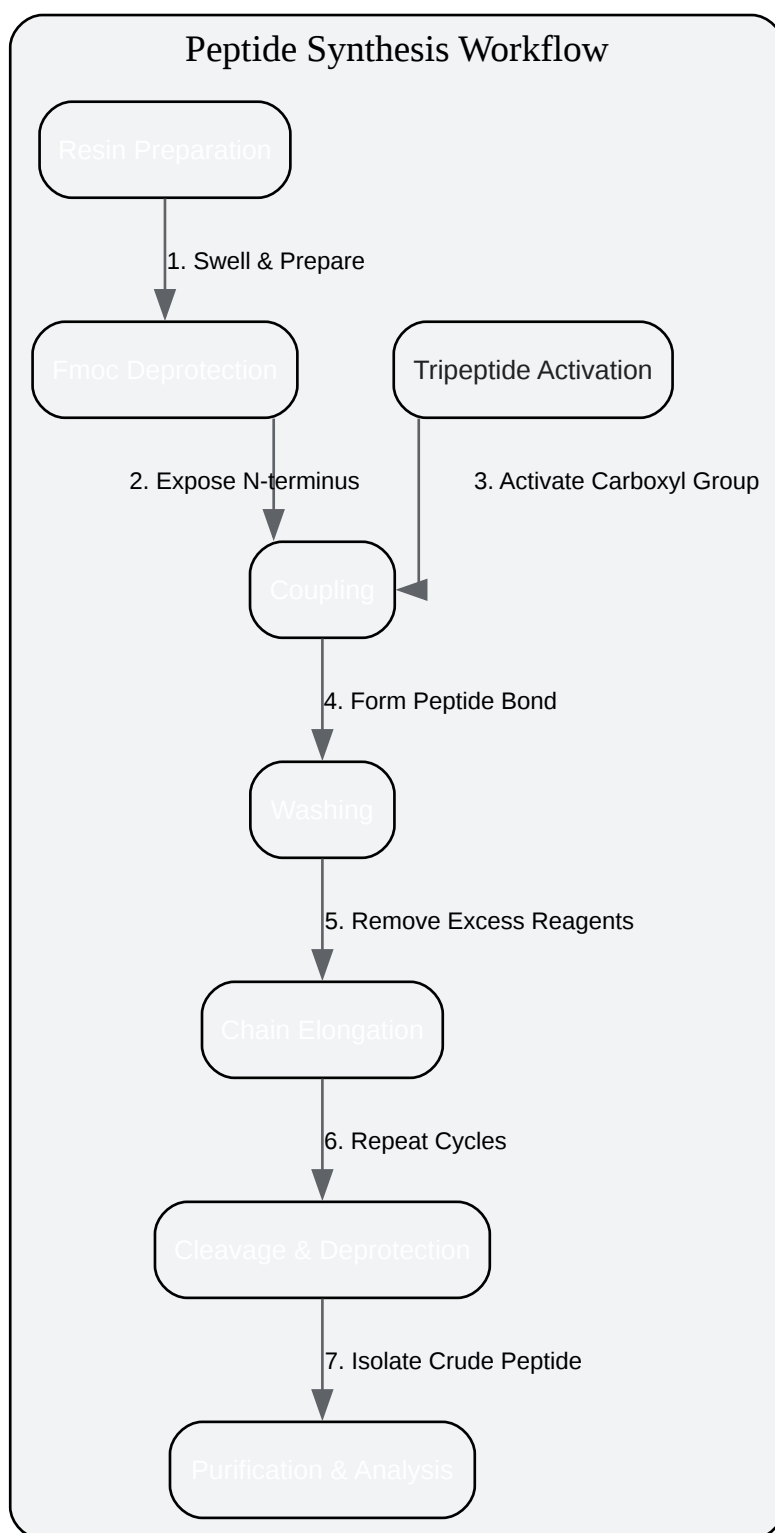 Peptide Synthesis Workflow
Resin Preparation
1. Swell & Prepare
Fmoc Deprotection
Tripeptide Activation
2. Expose N-terminus
3. Activate Carboxyl Group
Coupling
4. Form Peptide Bond
Washing
5. Remove Excess Reagents
Chain Elongation
6. Repeat Cycles
Cleavage & Deprotection
7. Isolate Crude Peptide
Purification & Analysis